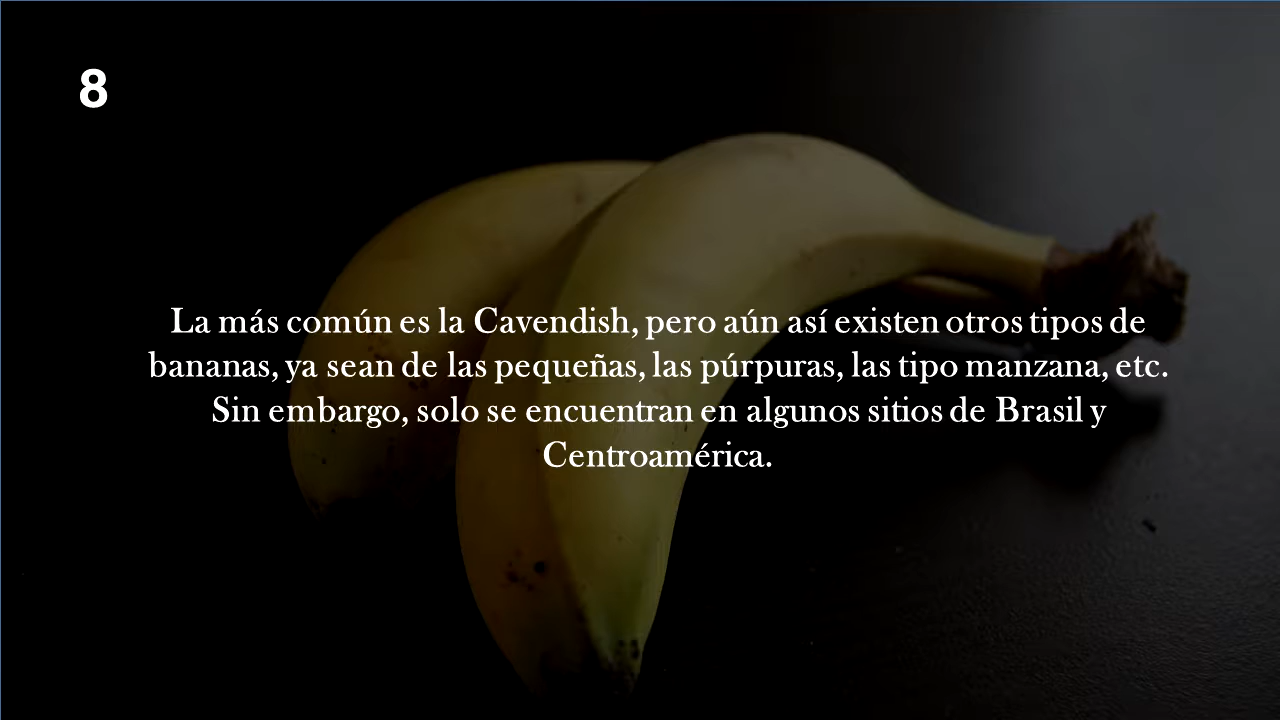 8
La más común es la Cavendish, pero aún así existen otros tipos de
bananas, ya sean de las pequeñas, las púrpuras, las tipo manzana, etc.
Sin embargo, solo se encuentran en algunos sitios de Brasil y
Centroamérica.